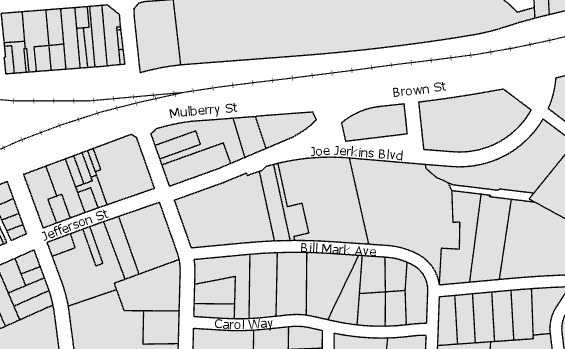 Brown St
Mulberry St
Joe Jerkins Blvd
Jefferson St
Bill Mark Ave
Carol Way